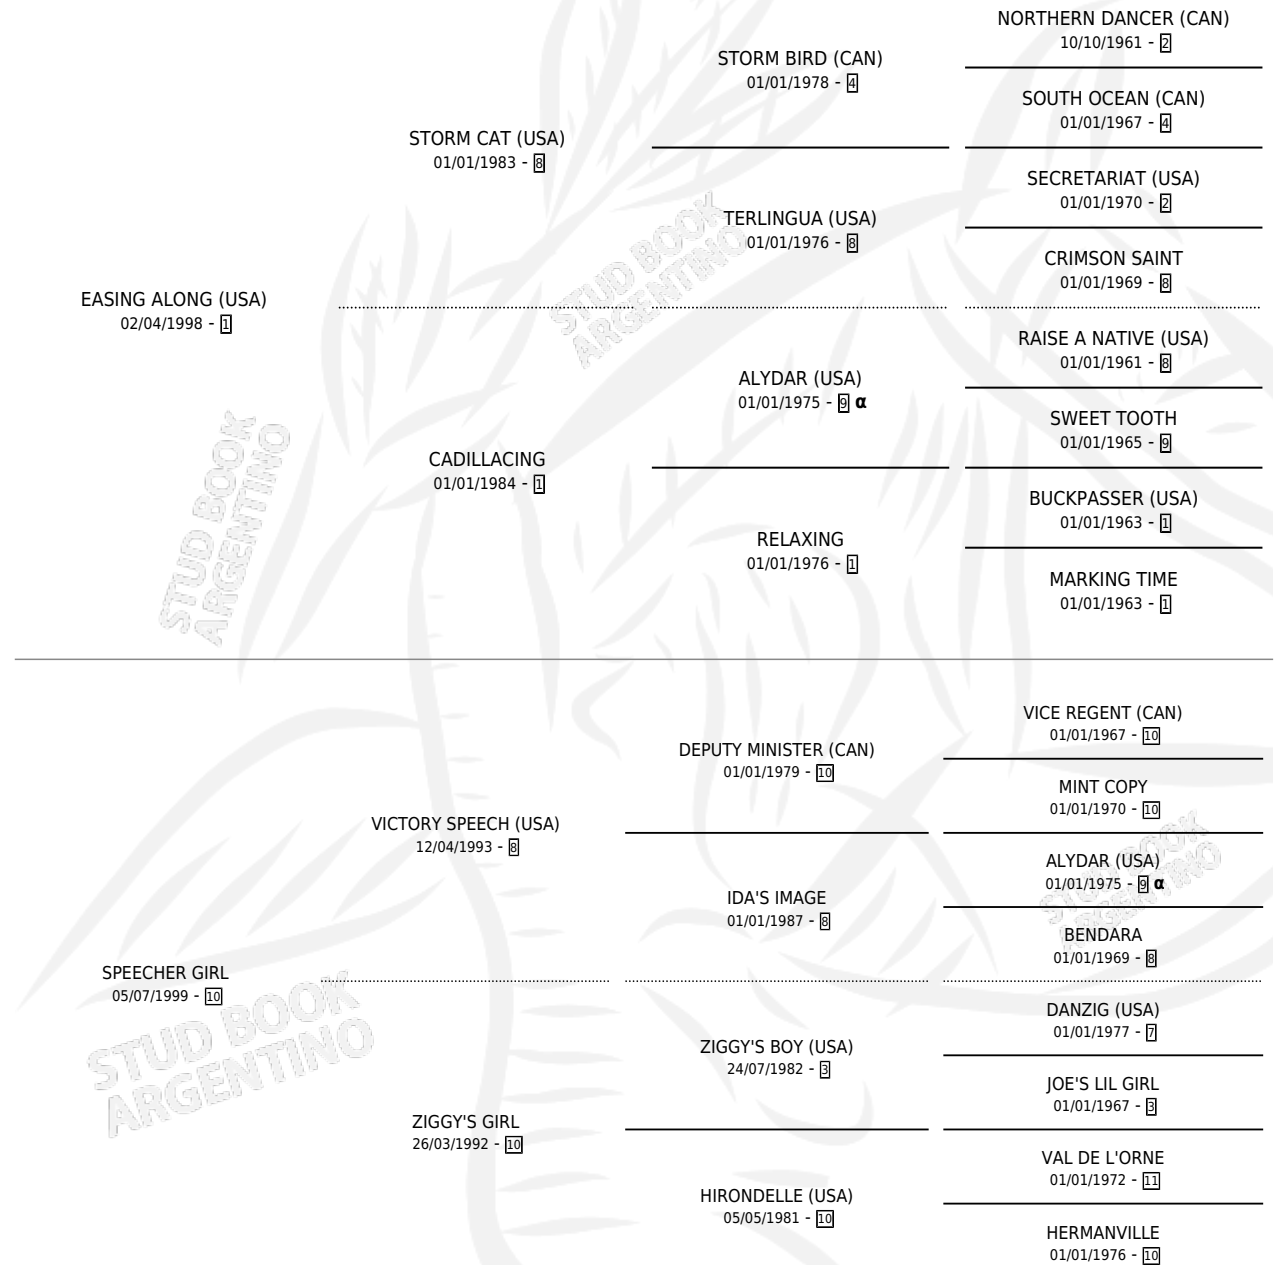 NORTHERN DANCER (CAN)
10/10/1961 - 2
STORM BIRD (CAN)
01/01/1978 - 4
SOUTH OCEAN (CAN)
01/01/1967 - 4
STORM CAT (USA)
01/01/1983 - 8
SECRETARIAT (USA)
01/01/1970 - 2
TERLINGUA (USA)
01/01/1976 - 8
CRIMSON SAINT
01/01/1969 - 8
EASING ALONG (USA)
02/04/1998 - 1
RAISE A NATIVE (USA)
01/01/1961 - 8
ALYDAR (USA)
01/01/1975 - 9 α
SWEET TOOTH
01/01/1965 - 9
CADILLACING
01/01/1984 - 1
BUCKPASSER (USA)
01/01/1963 - 1
RELAXING
01/01/1976 - 1
MARKING TIME
01/01/1963 - 1
VICE REGENT (CAN)
01/01/1967 - 10
DEPUTY MINISTER (CAN)
01/01/1979 - 10
MINT COPY
01/01/1970 - 10
VICTORY SPEECH (USA)
12/04/1993 - 8
ALYDAR (USA)
01/01/1975 - 9 α
IDA'S IMAGE
01/01/1987 - 8
BENDARA
01/01/1969 - 8
SPEECHER GIRL
05/07/1999 - 10
DANZIG (USA)
01/01/1977 - 7
ZIGGY'S BOY (USA)
24/07/1982 - 3
JOE'S LIL GIRL
01/01/1967 - 3
ZIGGY'S GIRL
26/03/1992 - 10
VAL DE L'ORNE
01/01/1972 - 11
HIRONDELLE (USA)
05/05/1981 - 10
HERMANVILLE
01/01/1976 - 10
STUD BOOK
ARGENTINO
STUD BOOK
ARGENTINO
STUD BOOK
ARGENTINO
STUD BOOK
ARGENTINO